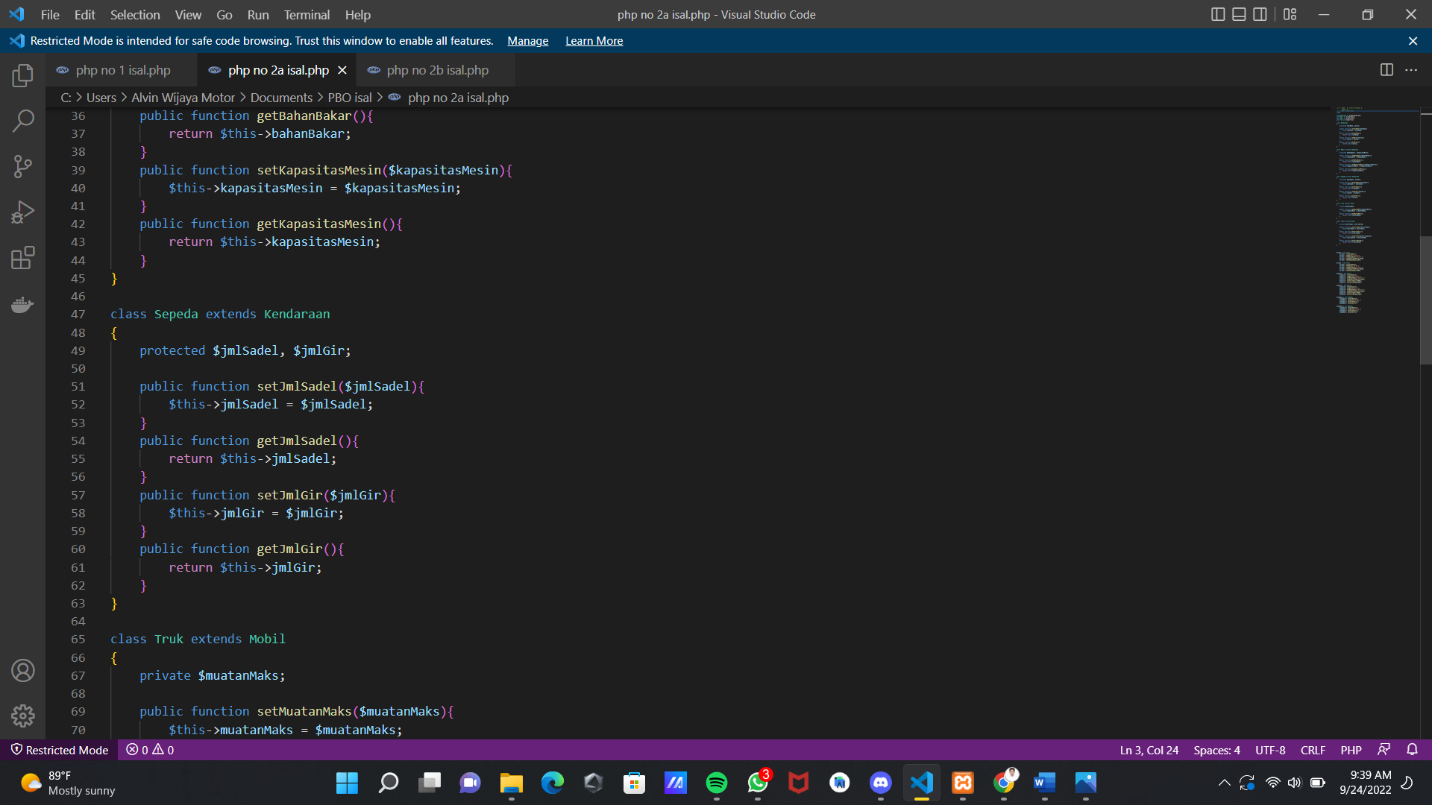 File Edit Selection View Go Run Terminal Help php no 2a isal.php - Visual Studio Code
Restricted Mode is intended for safe code browsing. Trust this window to enable all features. Manage Learn More
php no 1 isal.php php no 2a isal.php php no 2b isal.php
C: > Users > Alvin Wijaya Motor > Documents > PBO isal > php no 2a isal.php
36 public function getBahanBakar(){
37 return $this->bahanBakar;
38 }
39 public function setKapasitasMesin($kapasitasMesin){
40 $this->kapasitasMesin = $kapasitasMesin;
41 }
42 public function getKapasitasMesin(){
43 return $this->kapasitasMesin;
44 }
45 }
46
47 class Sepeda extends Kendaraan
48 {
49 protected $jmlSadel, $jmlGir;
50
51 public function setJmlSadel($jmlSadel){
52 $this->jmlSadel = $jmlSadel;
53 }
54 public function getJmlSadel(){
55 return $this->jmlSadel;
56 }
57 public function setJmlGir($jmlGir){
58 $this->jmlGir = $jmlGir;
59 }
60 public function getJmlGir(){
61 return $this->jmlGir;
62 }
63 }
64
65 class Truk extends Mobil
66 {
67 private $muatanMaks;
68
69 public function setMuatanMaks($muatanMaks){
70 $this->muatanMaks = $muatanMaks;
Restricted Mode 0 0 Ln 3, Col 24 Spaces: 4 UTF-8 CRLF PHP
89°F
Mostly sunny
3
9:39 AM
9/24/2022